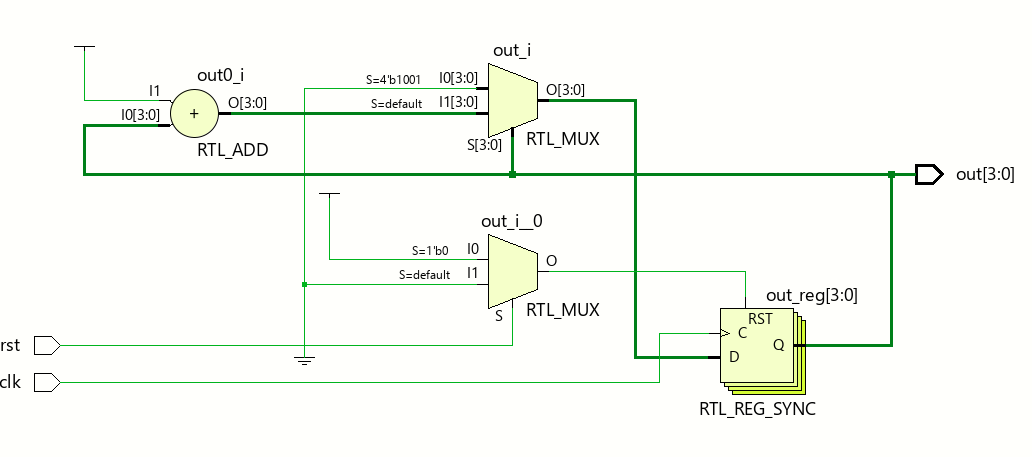 out_i
out0_i
S=4'b1001
I0[3:0]
O[3:0]
I1
O[3:0]
S=default
I1[3:0]
I0[3:0]
+
RTL_ADD
S[3:0]
RTL_MUX
out[3:0]
out_i__0
S=1'b0
I0
O
S=default
I1
RTL_MUX
S
out_reg[3:0]
RST
C
rst
Q
D
clk
RTL_REG_SYNC